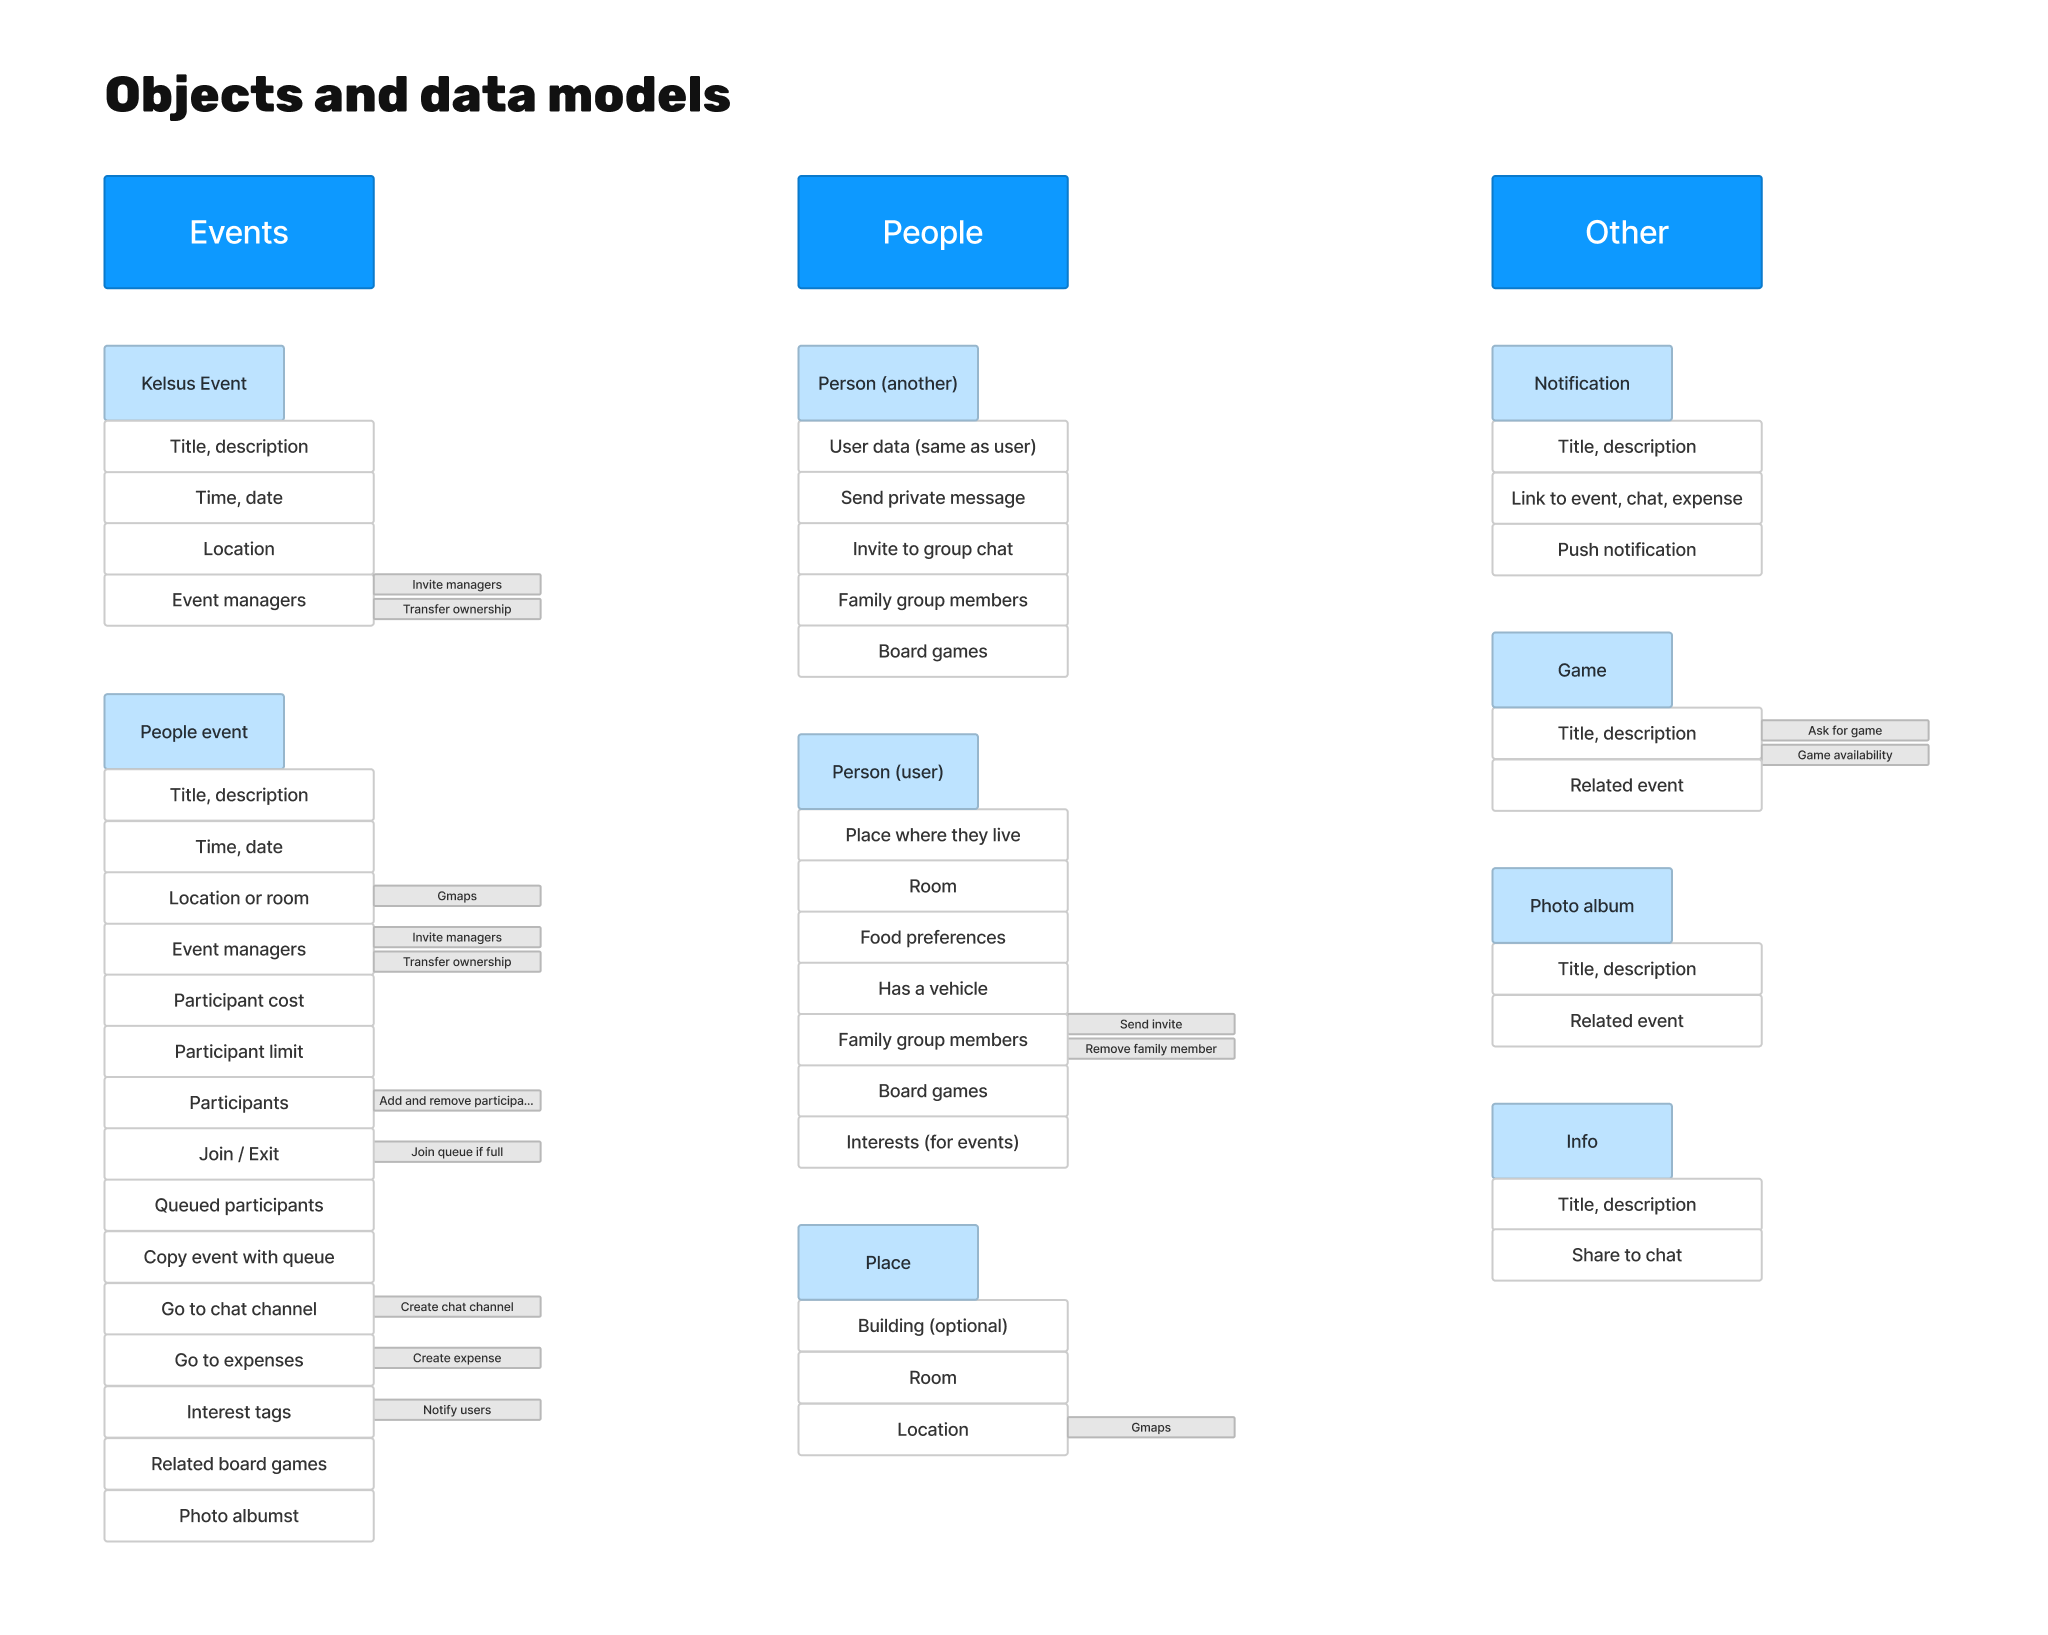 Objects and data models
Events
Kelsus Event
Title, description
Time, date
Location
Event managers
Invite managers
Transfer ownership
People event
Title, description
Time, date
Location or room
Gmaps
Event managers
Invite managers
Transfer ownership
Participant cost
Participant limit
Participants
Add and remove participa...
Join / Exit
Join queue if full
Queued participants
Copy event with queue
Go to chat channel
Create chat channel
Go to expenses
Create expense
Interest tags
Notify users
Related board games
Photo albumst
People
Person (another)
User data (same as user)
Send private message
Invite to group chat
Family group members
Board games
Person (user)
Place where they live
Room
Food preferences
Has a vehicle
Family group members
Send invite
Remove family member
Board games
Interests (for events)
Place
Building (optional)
Room
Location
Gmaps
Other
Notification
Title, description
Link to event, chat, expense
Push notification
Game
Title, description
Ask for game
Game availability
Related event
Photo album
Title, description
Related event
Info
Title, description
Share to chat